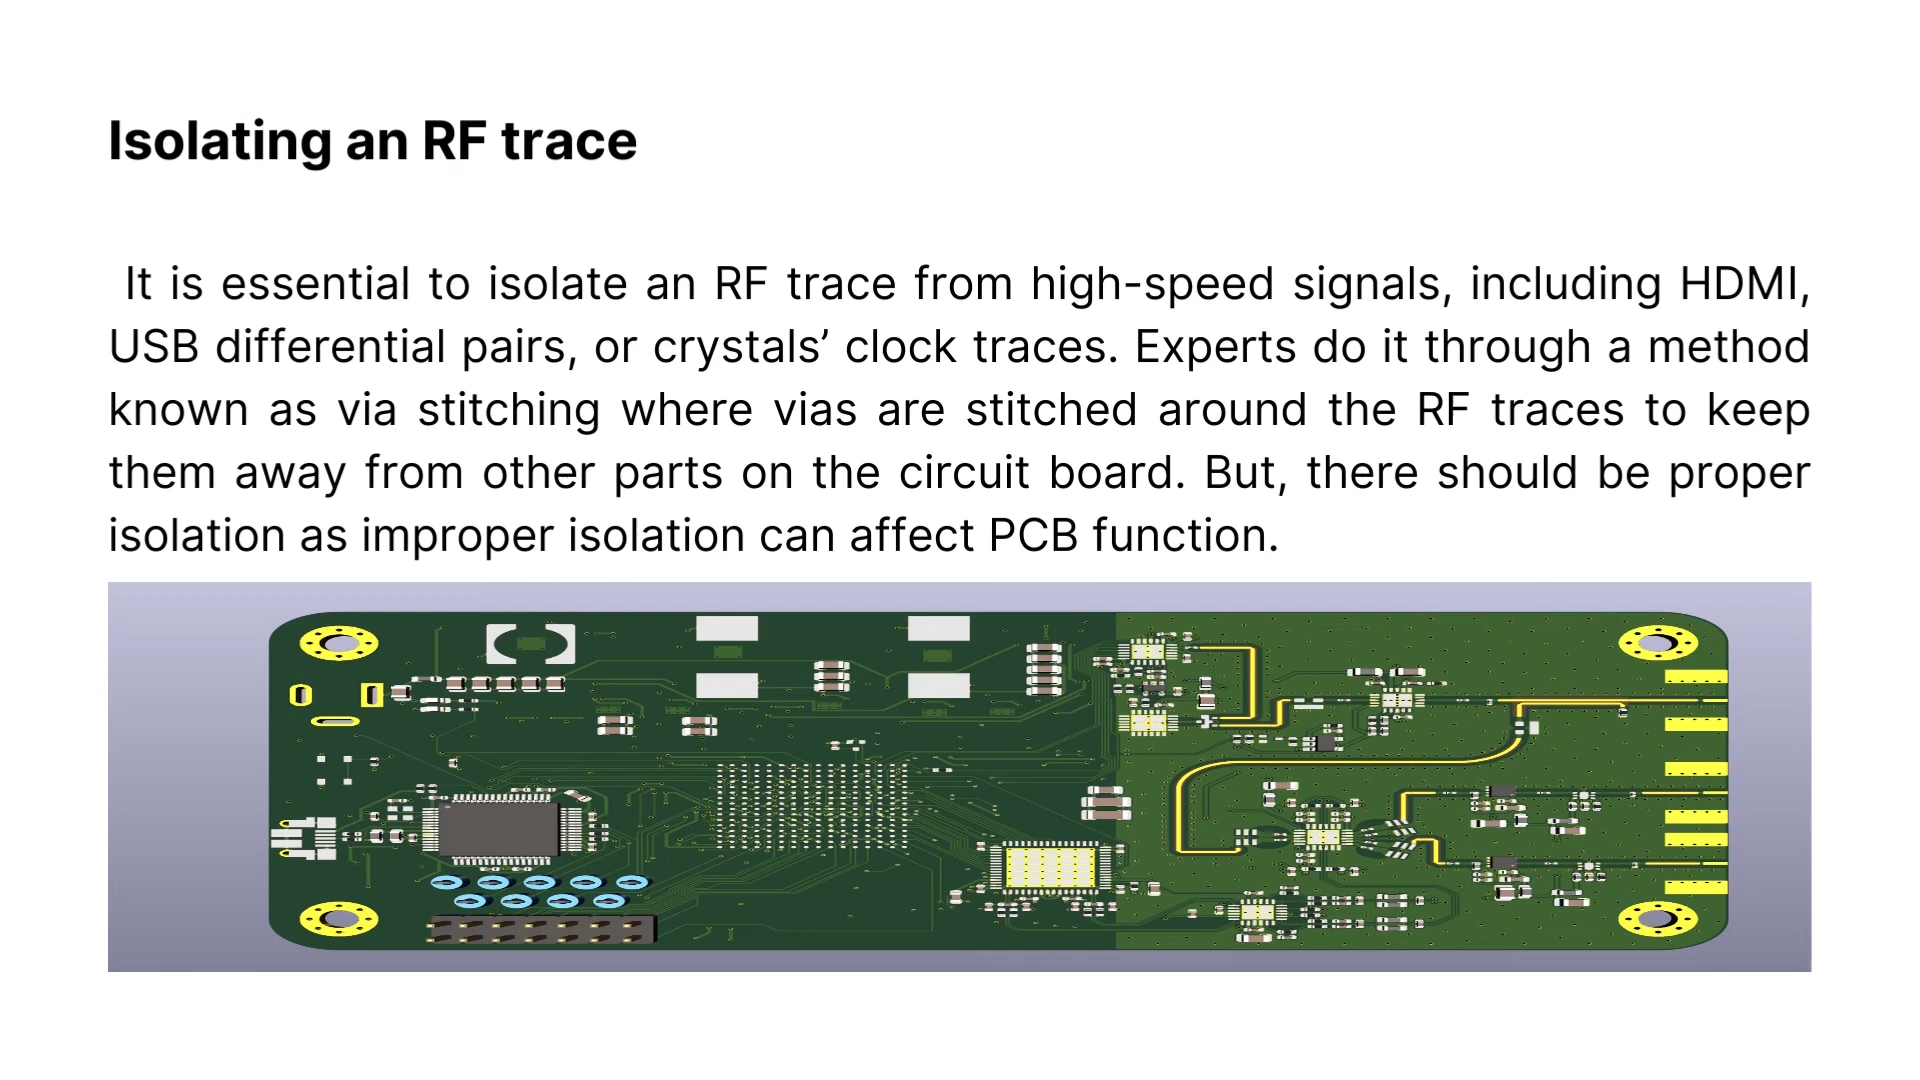 Isolating an RF trace
It is essential to isolate an RF trace from high-speed signals, including HDMI,
USB differential pairs, or crystals’ clock traces. Experts do it through a method
known as via stitching where vias are stitched around the RF traces to keep
them away from other parts on the circuit board. But, there should be proper
isolation as improper isolation can affect PCB function.